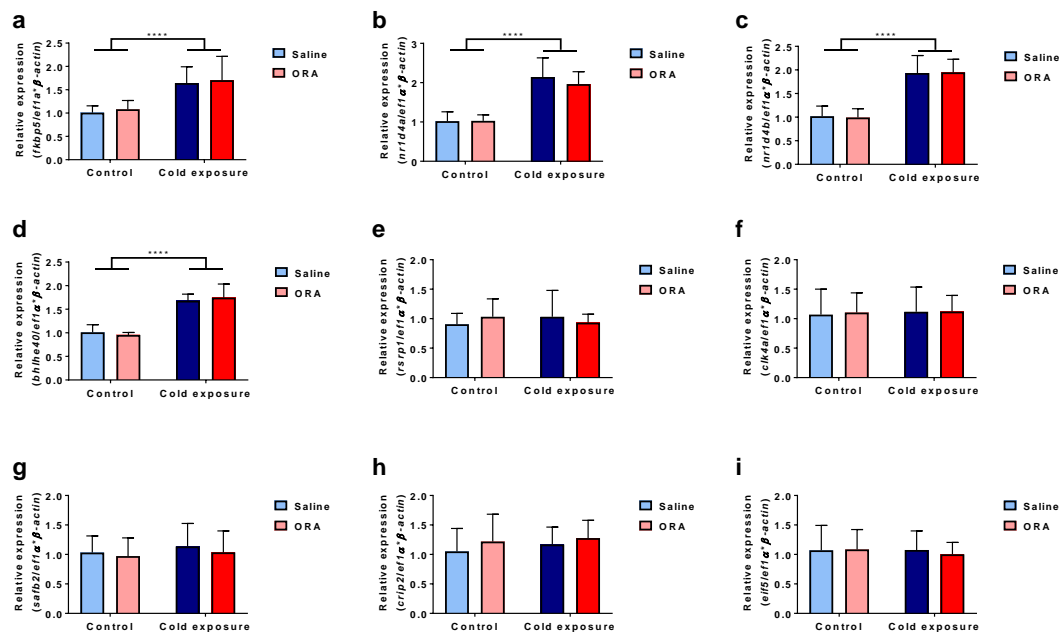 a
Relative expression
(fkbp5/ef1a*β-actin)
2.5
2.0
1.5
1.0
0.5
0.0
****
Control
Cold exposure
Saline
ORA
b
Relative expression
(nr1d4a/ef1α*β-actin)
3
2
1
0
****
Control
Cold exposure
Saline
ORA
c
Relative expression
(nr1d4b/ef1α*β-actin)
2.5
2.0
1.5
1.0
0.5
0.0
****
Control
Cold exposure
Saline
ORA
d
Relative expression
(bhlhe40/ef1α*β-actin)
2.5
2.0
1.5
1.0
0.5
0.0
****
Control
Cold exposure
Saline
ORA
e
Relative expression
(rsrp1/ef1α*β-actin)
2.0
1.5
1.0
0.5
0.0
Control
Cold exposure
Saline
ORA
f
Relative expression
(clk4a/ef1α*β-actin)
2.0
1.5
1.0
0.5
0.0
Control
Cold exposure
Saline
ORA
g
Relative expression
(safb2/ef1α*β-actin)
2.0
1.5
1.0
0.5
0.0
Control
Cold exposure
Saline
ORA
h
Relative expression
(crip2/ef1α*β-actin)
2.0
1.5
1.0
0.5
0.0
Control
Cold exposure
Saline
ORA
i
Relative expression
(eif5/ef1α*β-actin)
2.0
1.5
1.0
0.5
0.0
Control
Cold exposure
Saline
ORA